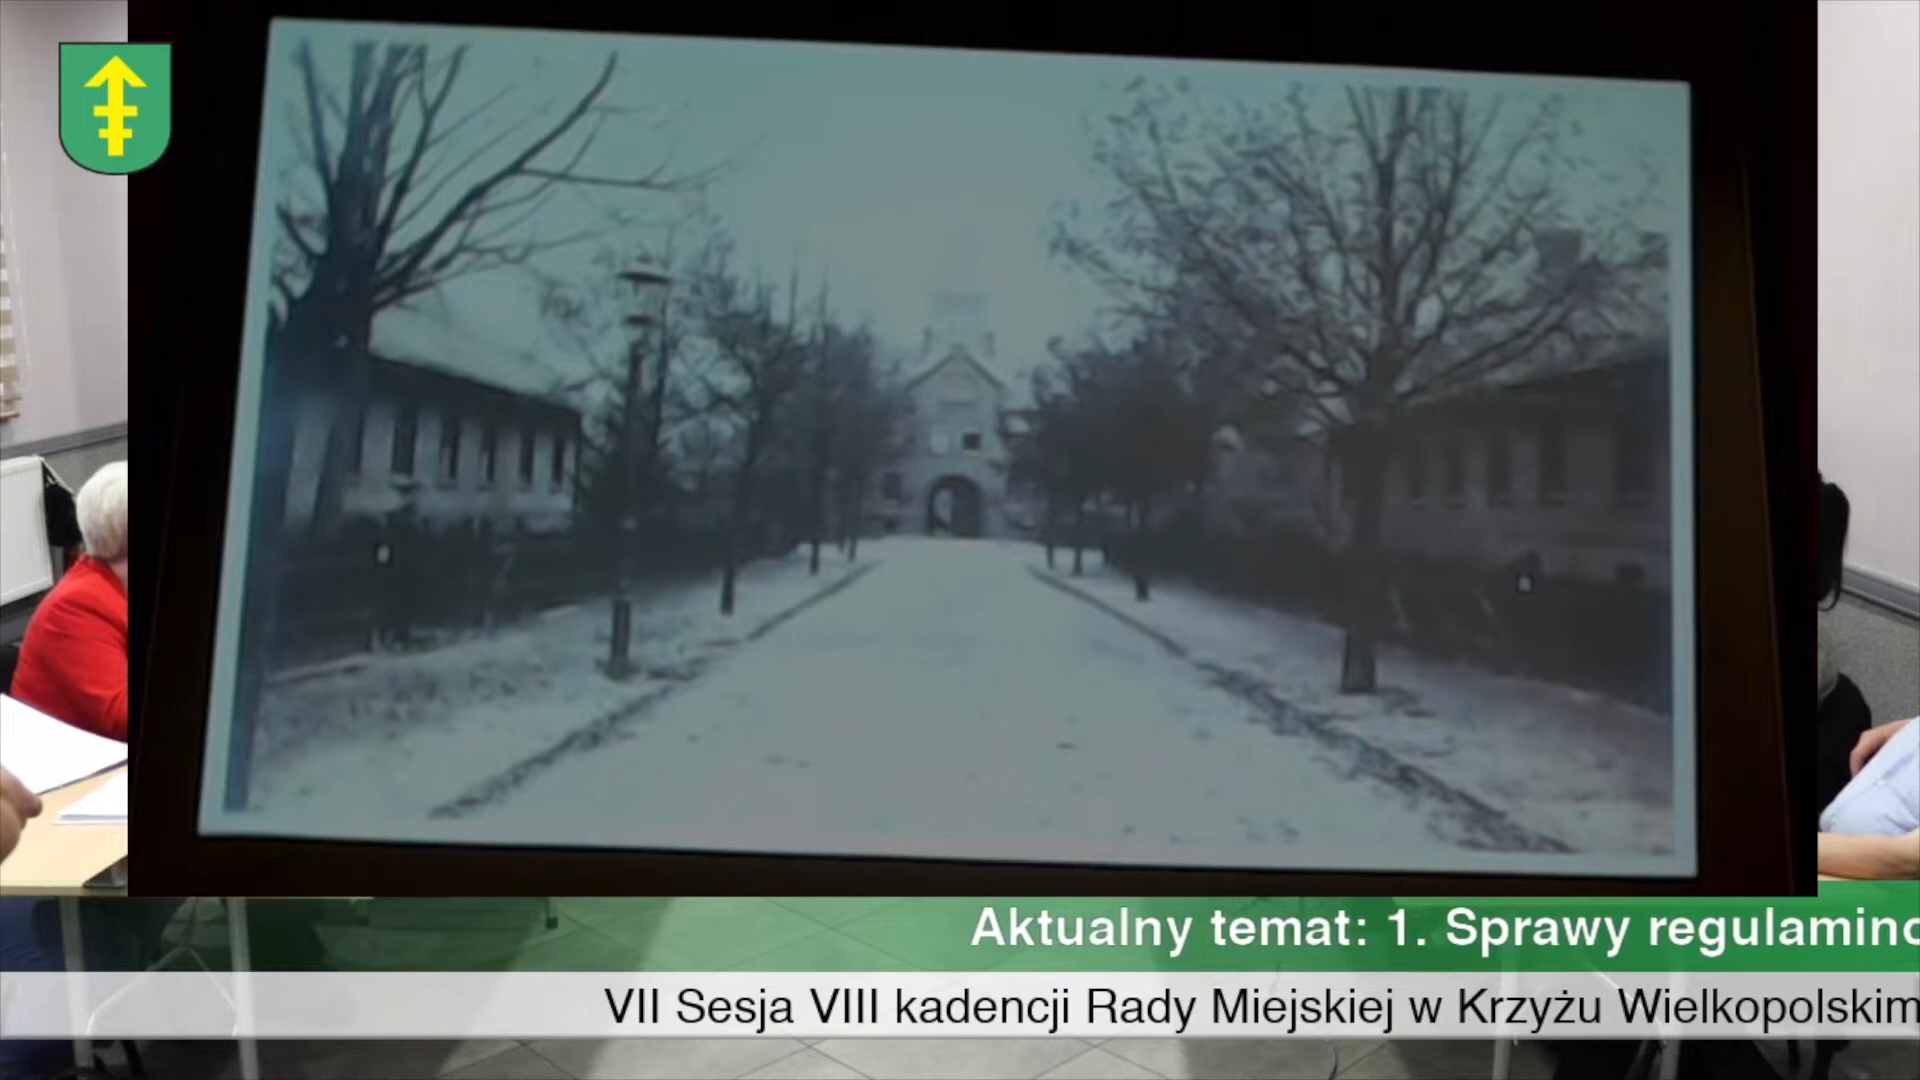 Aktualny temat: 1. Sprawy regulamino
VII Sesja VIII kadencji Rady Miejskiej w Krzyżu Wielkopolskim